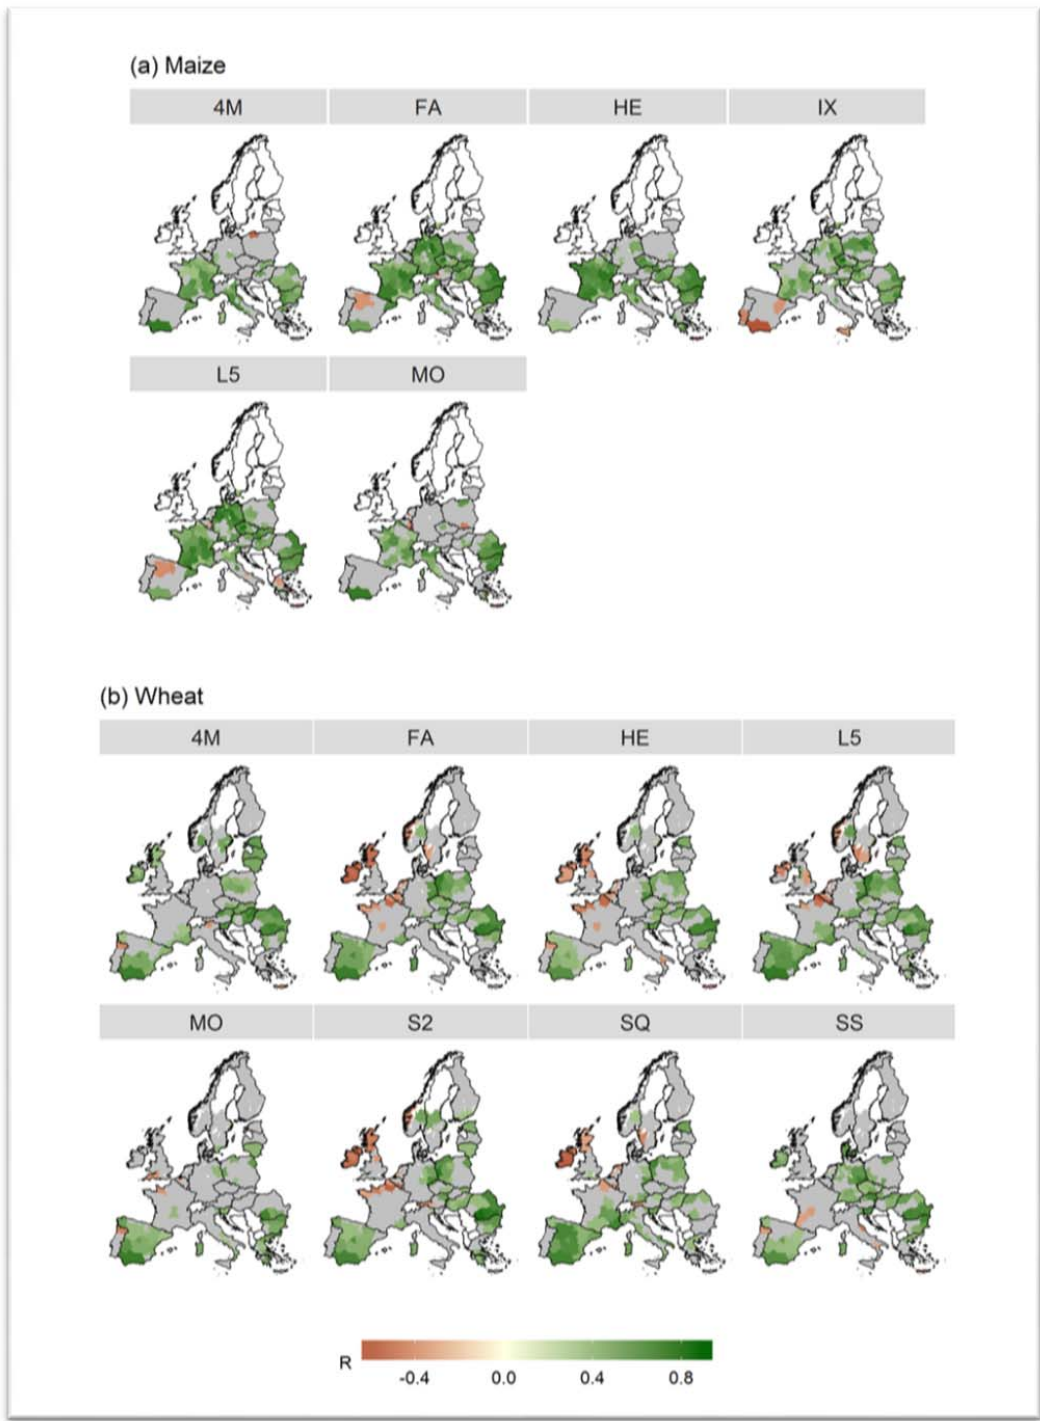 (a) Maize
4M FA HE IX
L5 MO
(b) Wheat
4M FA HE L5
MO S2 SQ SS
R
-0.4 0.0 0.4 0.8